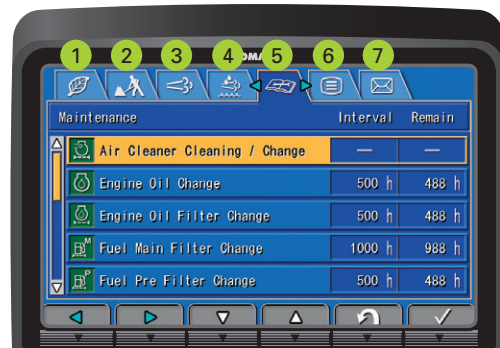 1 2 3 4 5 6 7
Maintenance Interval Remain
Air Cleaner Cleaning / Change — —
Engine Oil Change 500 h 488 h
Engine Oil Filter Change 500 h 488 h
M Fuel Main Filter Change 1000 h 988 h
P Fuel Pre Filter Change 500 h 488 h